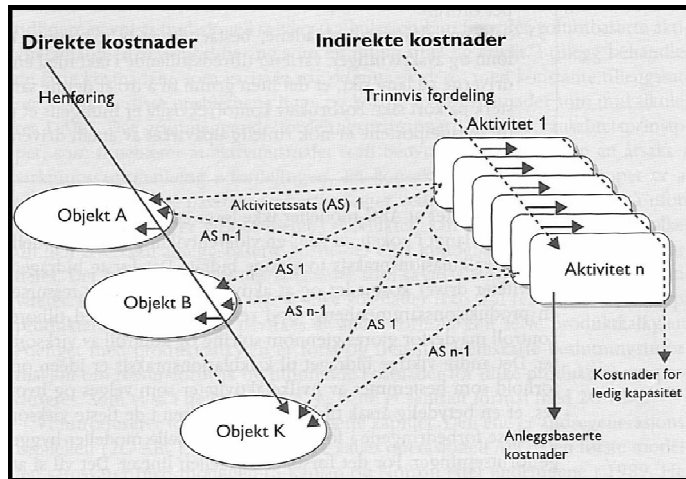 Direkte kostnader
Indirekte kostnader
Henføring
Trinnvis fordeling
Aktivitet 1
Objekt A
Aktivitetssats (AS) 1
AS n-1
AS 1
Objekt B
AS n-1
AS 1
AS n-1
Aktivitet n
Objekt K
Kostnader for
ledig kapasitet
Anleggsbaserte
kostnader